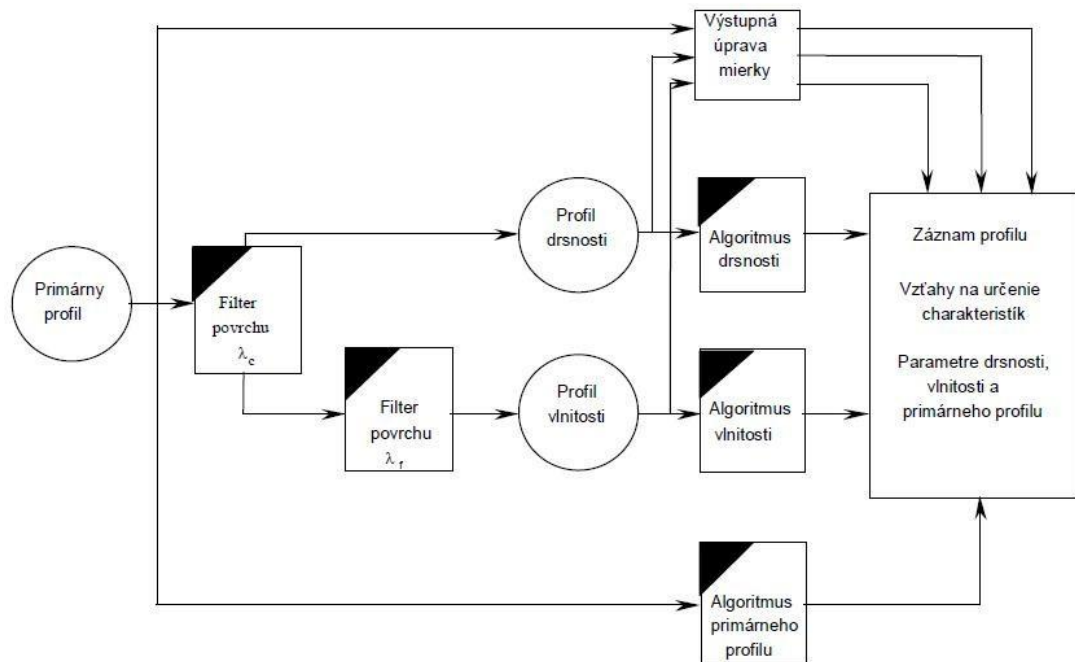 Výstupná
úprava
mierky
Profil
drsnosti
Algoritmus
drsnosti
Záznam profilu
Vzťahy na určenie
charakteristík
Parametre drsnosti,
vlnitosti a
primárneho profilu
Primárny
profil
Filter
povrchu
λc
Filter
povrchu
λf
Profil
vlnitosti
Algoritmus
vlnitosti
Algoritmus
primárneho
profilu